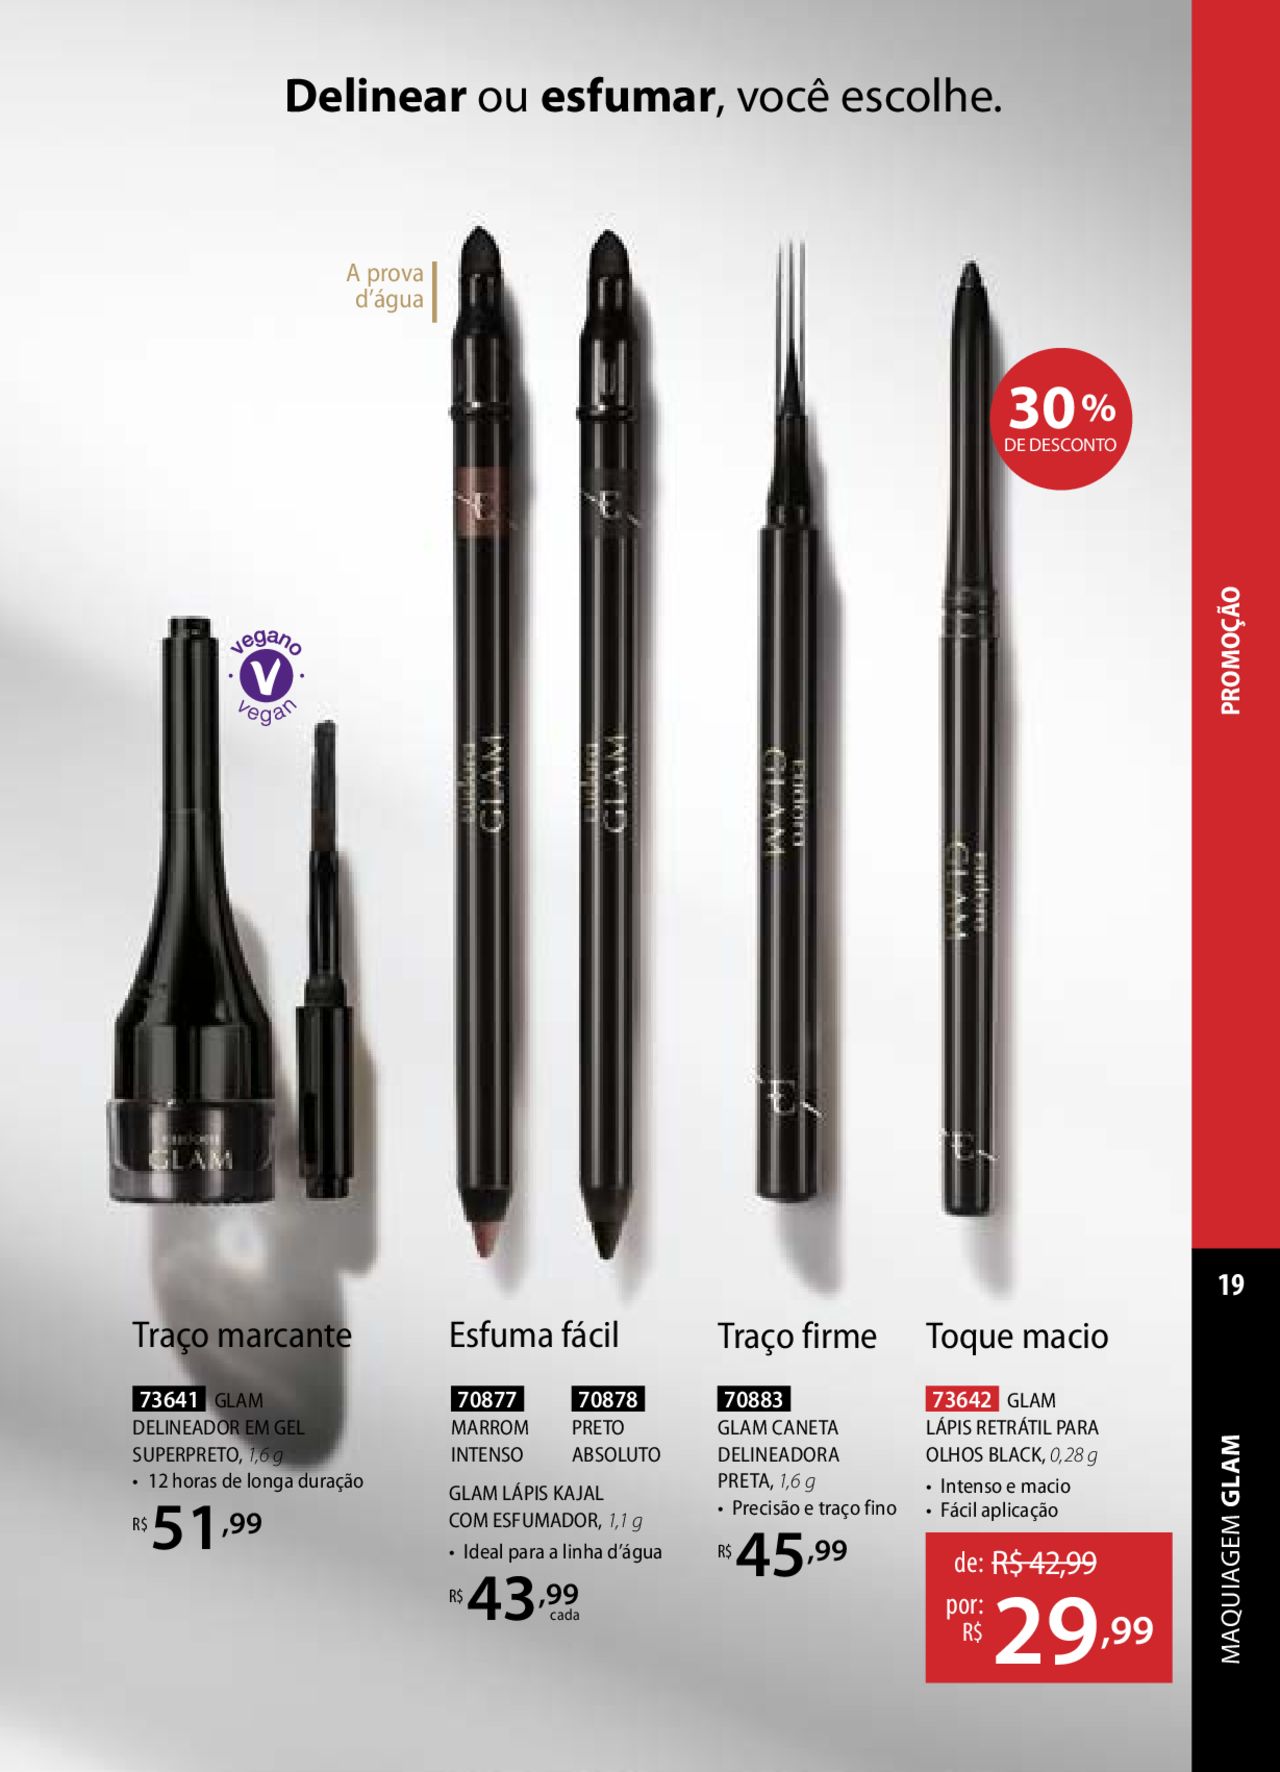 Delinear ou esfumar, você escolhe.
A prova
d'água
30%
DE DESCONTO
PROMOÇÃO
vegano
V
vegan
eudora
GLAM
eudora
GLAM
eudora
GLAM
eudora
GLAM
eudora
GLAM
E
E
E
E
19
MAQUIAGEM GLAM
Traço marcante
73641 GLAM
DELINEADOR EM GEL
SUPERPRETO, 1,6 g
• 12 horas de longa duração
R$ 51,99
Esfuma fácil
70877 70878
MARROM PRETO
INTENSO ABSOLUTO
GLAM LÁPIS KAJAL
COM ESFUMADOR, 1,1 g
• Ideal para a linha d'água
R$ 43,99
cada
Traço firme
70883
GLAM CANETA
DELINEADORA
PRETA, 1,6 g
• Precisão e traço fino
R$ 45,99
Toque macio
73642 GLAM
LÁPIS RETRÁTIL PARA
OLHOS BLACK, 0,28 g
• Intenso e macio
• Fácil aplicação
de: R$ 42,99
por:
R$ 29,99